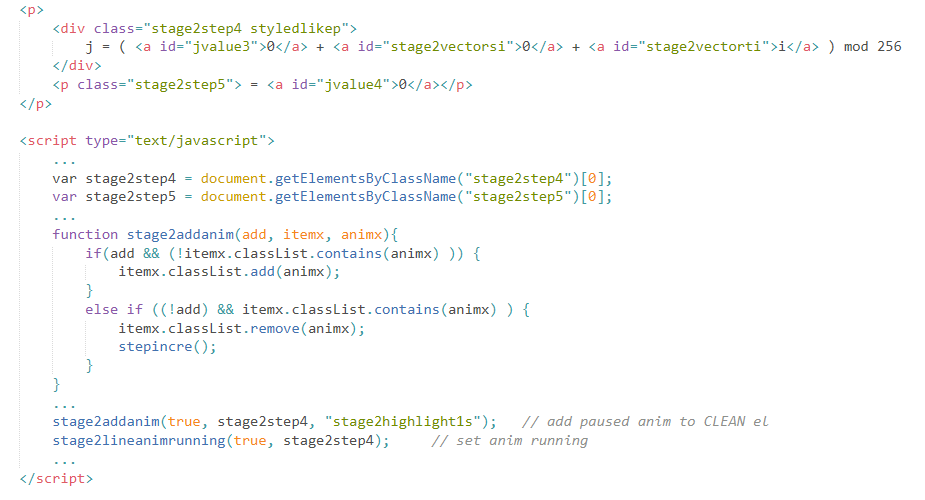 <p>
<div class="stage2step4 styledlikep">
j = ( <a id="jvalue3">0</a> + <a id="stage2vectorsi">0</a> + <a id="stage2vectorti">i</a> ) mod 256
</div>
<p class="stage2step5"> = <a id="jvalue4">0</a></p>
</p>
<script type="text/javascript">
...
var stage2step4 = document.getElementsByClassName("stage2step4")[0];
var stage2step5 = document.getElementsByClassName("stage2step5")[0];
...
function stage2addanim(add, itemx, animx){
if(add && (!itemx.classList.contains(animx) )) {
itemx.classList.add(animx);
}
else if ((!add) && itemx.classList.contains(animx) ) {
itemx.classList.remove(animx);
stepincre();
}
}
...
stage2addanim(true, stage2step4, "stage2highlight1s");   // add paused anim to CLEAN el
stage2lineanimrunning(true, stage2step4);     // set anim running
...
</script>